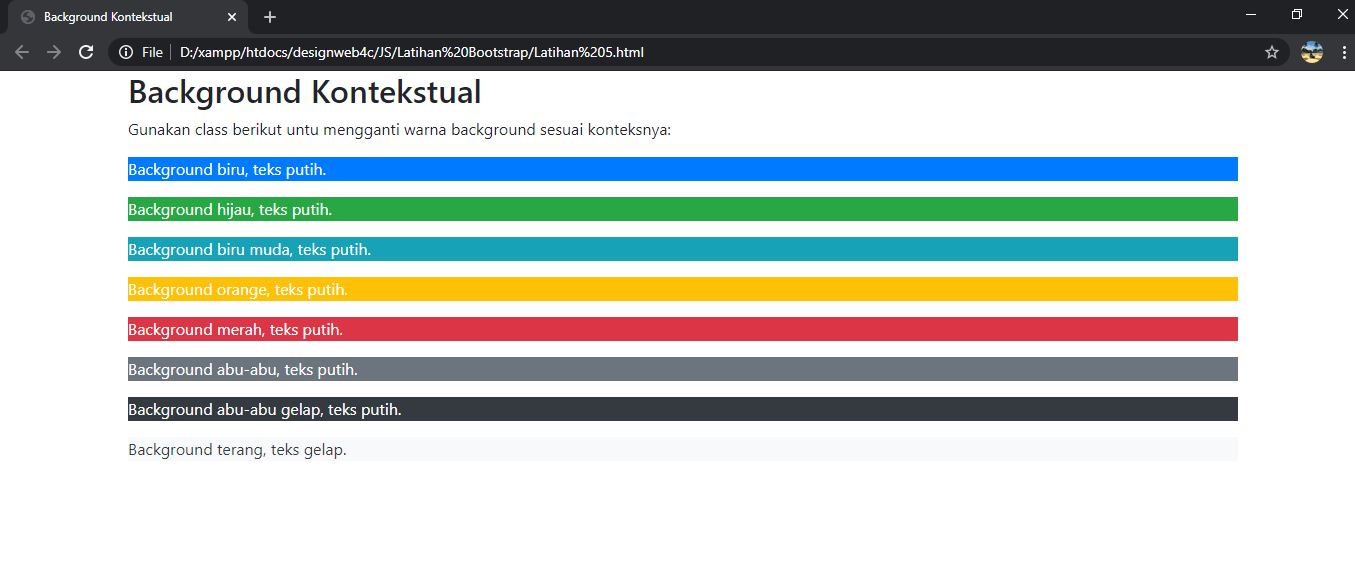 Background Kontekstual
File
D:/xampp/htdocs/designweb4c/JS/Latihan%20Bootstrap/Latihan%205.html
Background Kontekstual
Gunakan class berikut untu mengganti warna background sesuai konteksnya:
Background biru, teks putih.
Background hijau, teks putih.
Background biru muda, teks putih.
Background orange, teks putih.
Background merah, teks putih.
Background abu-abu, teks putih.
Background abu-abu gelap, teks putih.
Background terang, teks gelap.